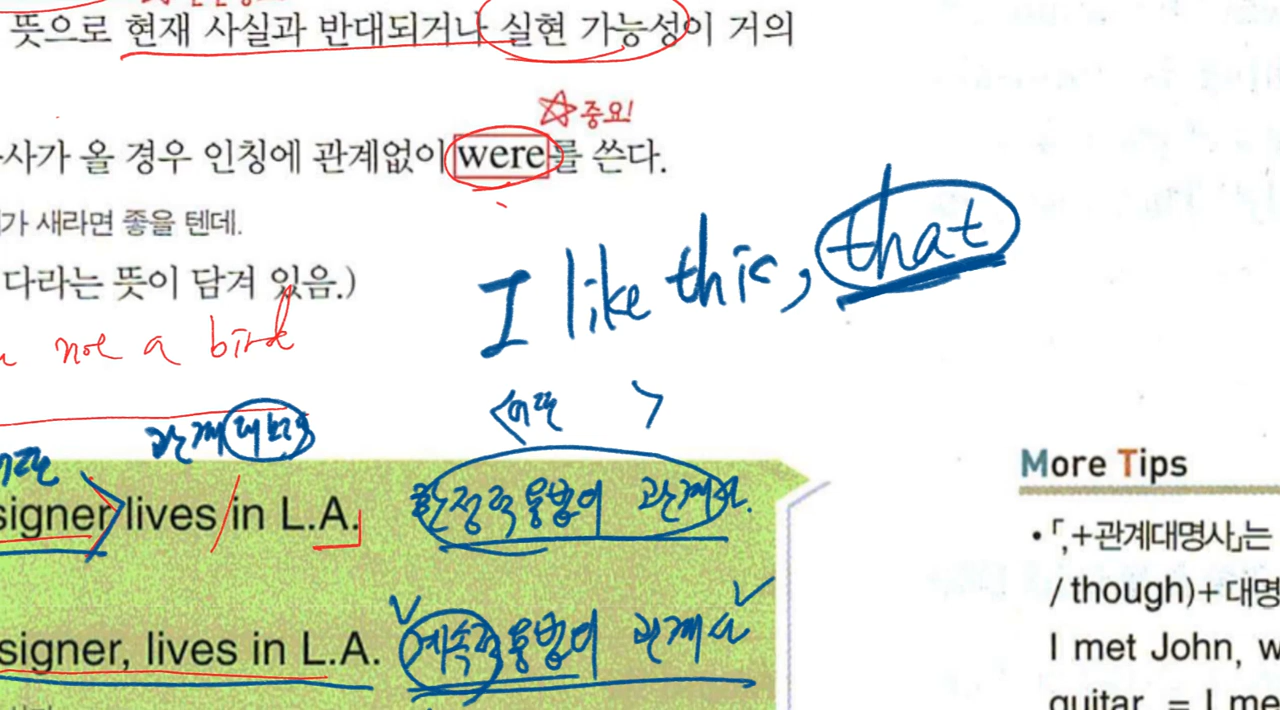 뜻으로 현재 사실과 반대되거나 실현 가능성이 거의
☆중요!
사가 올 경우 인칭에 관계없이 were를 쓴다.
가 새라면 좋을 텐데.
다라는 뜻이 담겨 있음.)
I like this, that
not a bird
관계대명
signer lives in L.A.
한정적 용법의 관계사.
signer, lives in L.A.
계속적 용법의 관계사
More Tips
• 「,+관계대명사」는
/ though)+대명
I met John, w
guitar. = I me